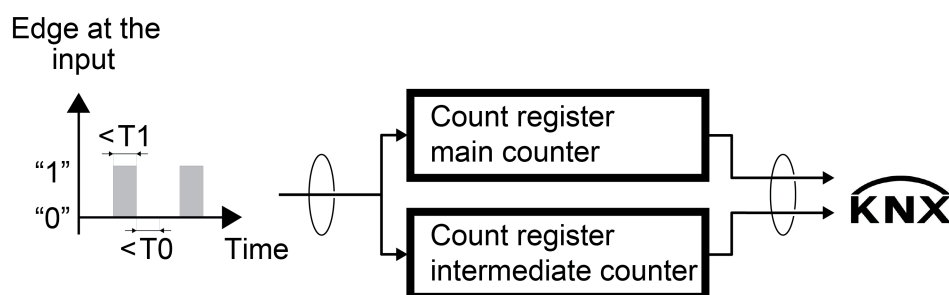 Edge at the
input
<T1
“1”
“0”
<T0
Time
Count register
main counter
Count register
intermediate counter
KNX